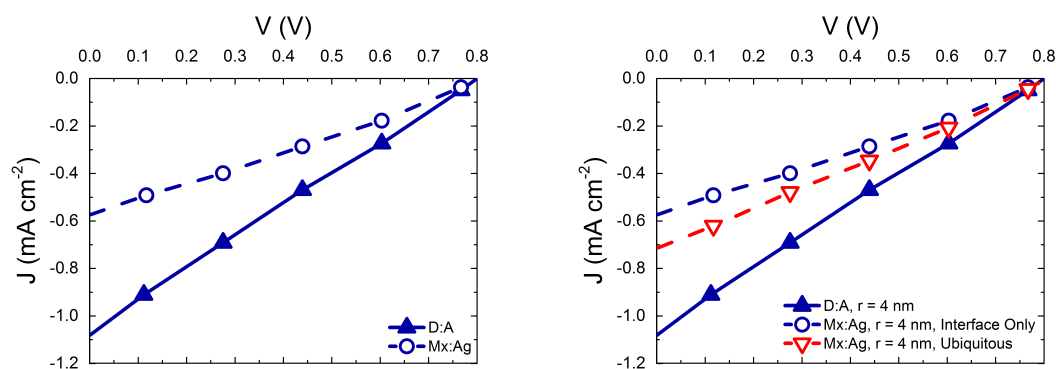 V (V)
0.0 0.1 0.2 0.3 0.4 0.5 0.6 0.7 0.8
0.0
-0.2
-0.4
-0.6
-0.8
-1.0
-1.2
J (mA cm-2)
D:A
Mx:Ag
V (V)
0.0 0.1 0.2 0.3 0.4 0.5 0.6 0.7 0.8
0.0
-0.2
-0.4
-0.6
-0.8
-1.0
-1.2
J (mA cm-2)
D:A, r = 4 nm
Mx:Ag, r = 4 nm, Interface Only
Mx:Ag, r = 4 nm, Ubiquitous